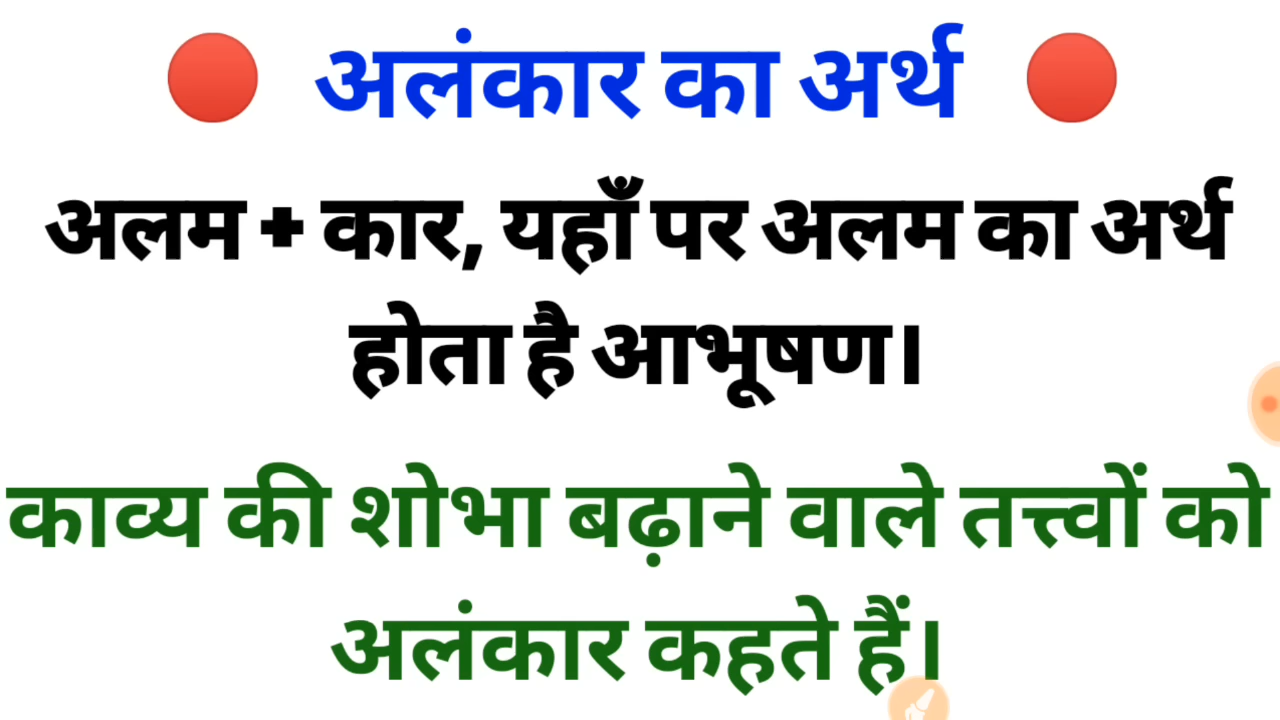 अलंकार का अर्थ
अलम + कार, यहाँ पर अलम का अर्थ
होता है आभूषण।
काव्य की शोभा बढ़ाने वाले तत्त्वों को
अलंकार कहते हैं।